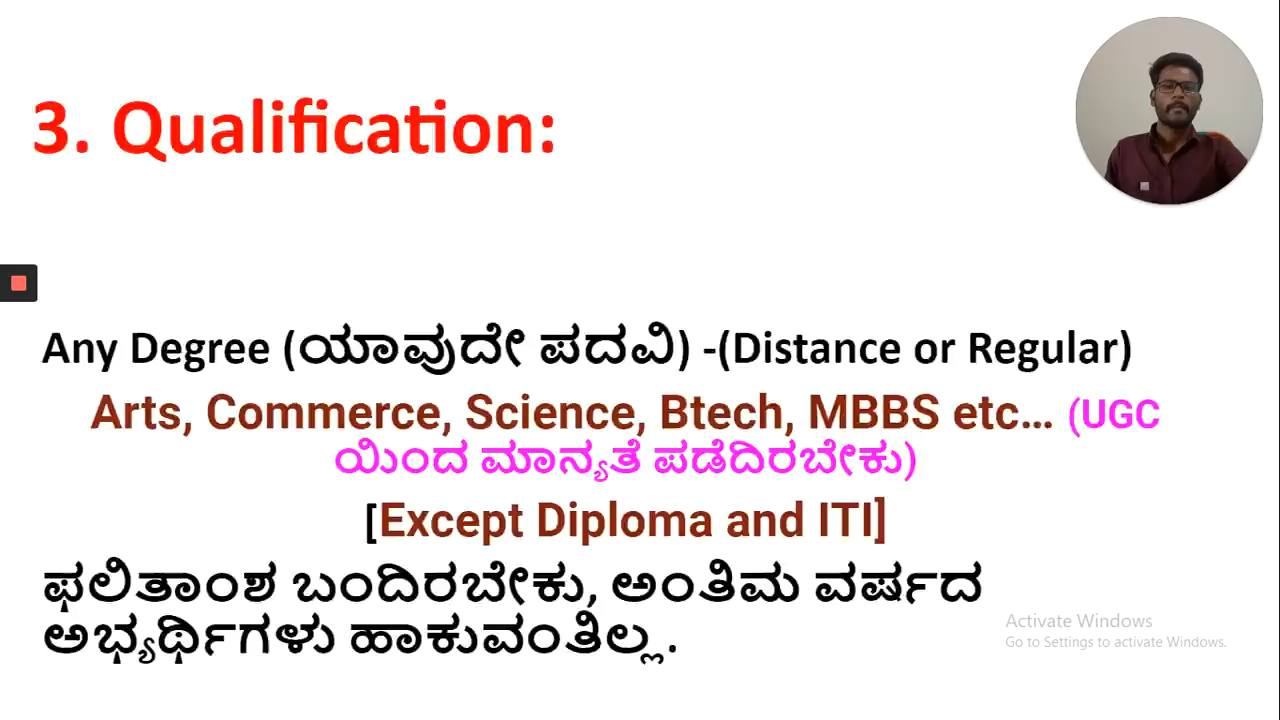 3. Qualification:
Any Degree (ಯಾವುದೇ ಪದವಿ) -(Distance or Regular)
Arts, Commerce, Science, Btech, MBBS etc... (UGC
ಯಿಂದ ಮಾನ್ಯತೆ ಪಡೆದಿರಬೇಕು)
[Except Diploma and ITI]
ಫಲಿತಾಂಶ ಬಂದಿರಬೇಕು, ಅಂತಿಮ ವರ್ಷದ
ಅಭ್ಯರ್ಥಿಗಳು ಹಾಕುವಂತಿಲ್ಲ.
Activate Windows
Go to Settings to activate Windows.